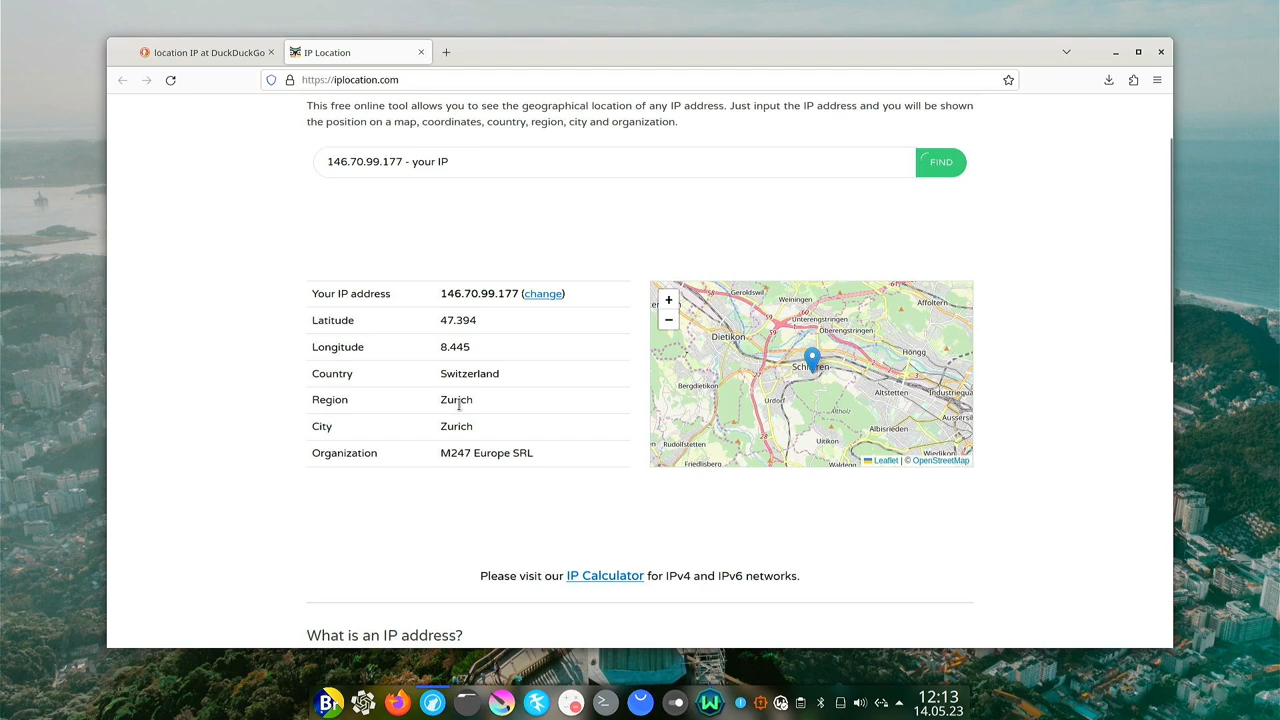 location IP at DuckDuckGo
IP Location
https://iplocation.com
This free online tool allows you to see the geographical location of any IP address. Just input the IP address and you will be shown
the position on a map, coordinates, country, region, city and organization.
146.70.99.177 - your IP
FIND
Your IP address 146.70.99.177 (change)
Latitude 47.394
Longitude 8.445
Country Switzerland
Region Zurich
City Zurich
Organization M247 Europe SRL
+
−
Geroldswil
Weiningen
Affoltern
Unterengstringen
Oberengstringen
Dietikon
Höngg
Bergdietikon
Urdorf
Altstetten
Industriequ
Altholz
Aussersi
Albisrieden
Rudolfstetten
Uitikon
Friedlisberg
Waldegg
Leaflet | © OpenStreetMap
Please visit our IP Calculator for IPv4 and IPv6 networks.
What is an IP address?
12:13
14.05.23